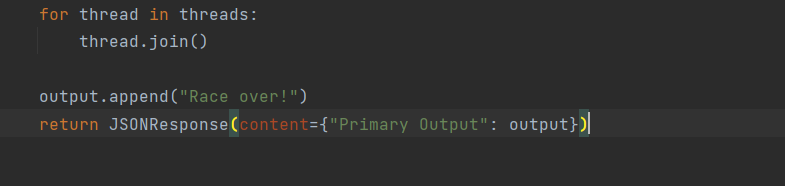 for thread in threads:
    thread.join()

output.append("Race over!")
return JSONResponse(content={"Primary Output": output})